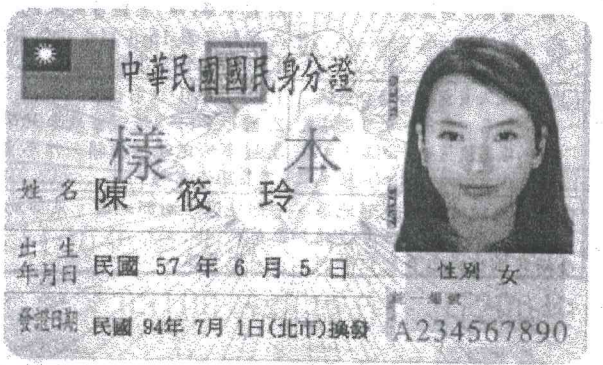 中華民國國民身分證
樣本
姓名 陳筱玲
出生年月日 民國 57 年 6 月 5 日
性別 女
發證日期 民國 94年 7月 1日(北市)換發
A234567890